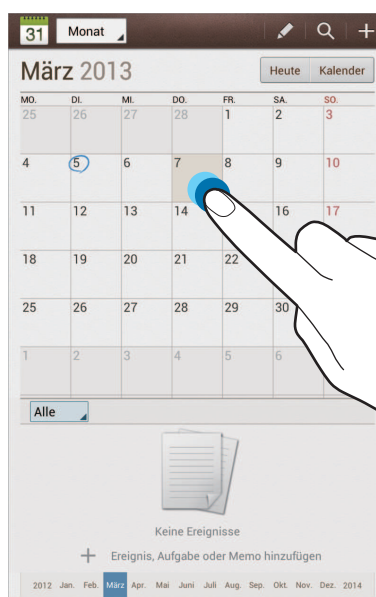 31 Monat
März 2013 Heute Kalender
MO. DI. MI. DO. FR. SA. SO.
25 26 27 28 1 2 3
4 5 6 7 8 9 10
11 12 13 14 16 17
18 19 20 21 22
25 26 27 28 29 30
1 2 3 4 5 6
Alle
Keine Ereignisse
Ereignis, Aufgabe oder Memo hinzufügen
2012 Jan. Feb. März Apr. Mai Juni Juli Aug. Sep. Okt. Nov. Dez. 2014